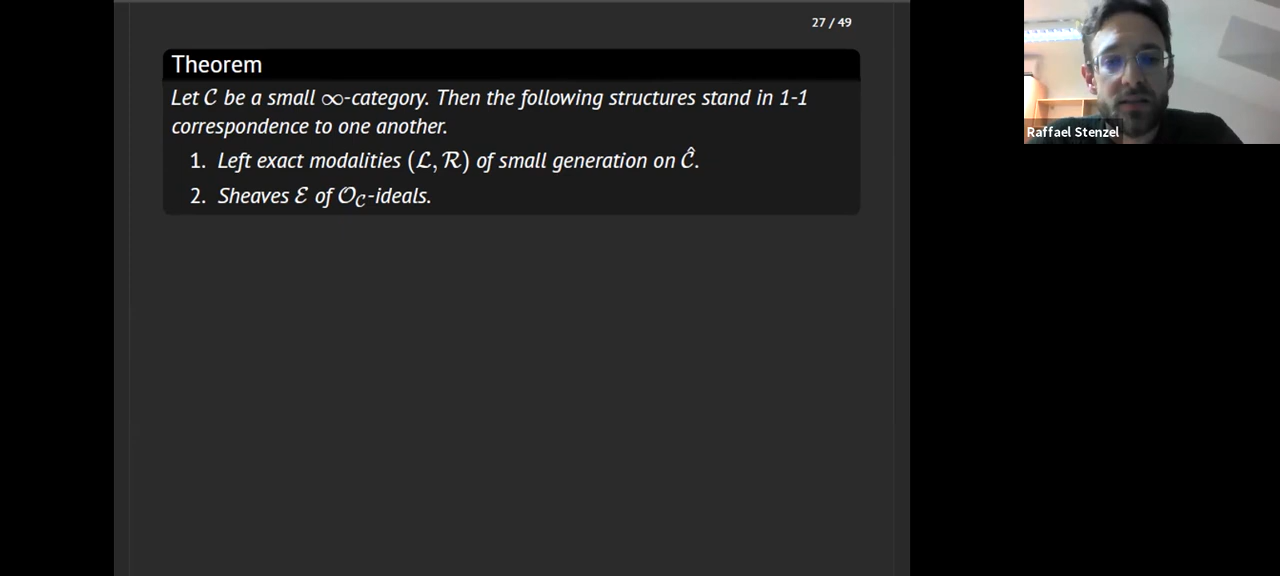 27 / 49
Theorem
Let 𝒞 be a small ∞-category. Then the following structures stand in 1-1
correspondence to one another.
1. Left exact modalities (ℒ, ℛ) of small generation on 𝒞̂.
2. Sheaves ℰ of 𝒪_𝒞-ideals.
Raffael Stenzel